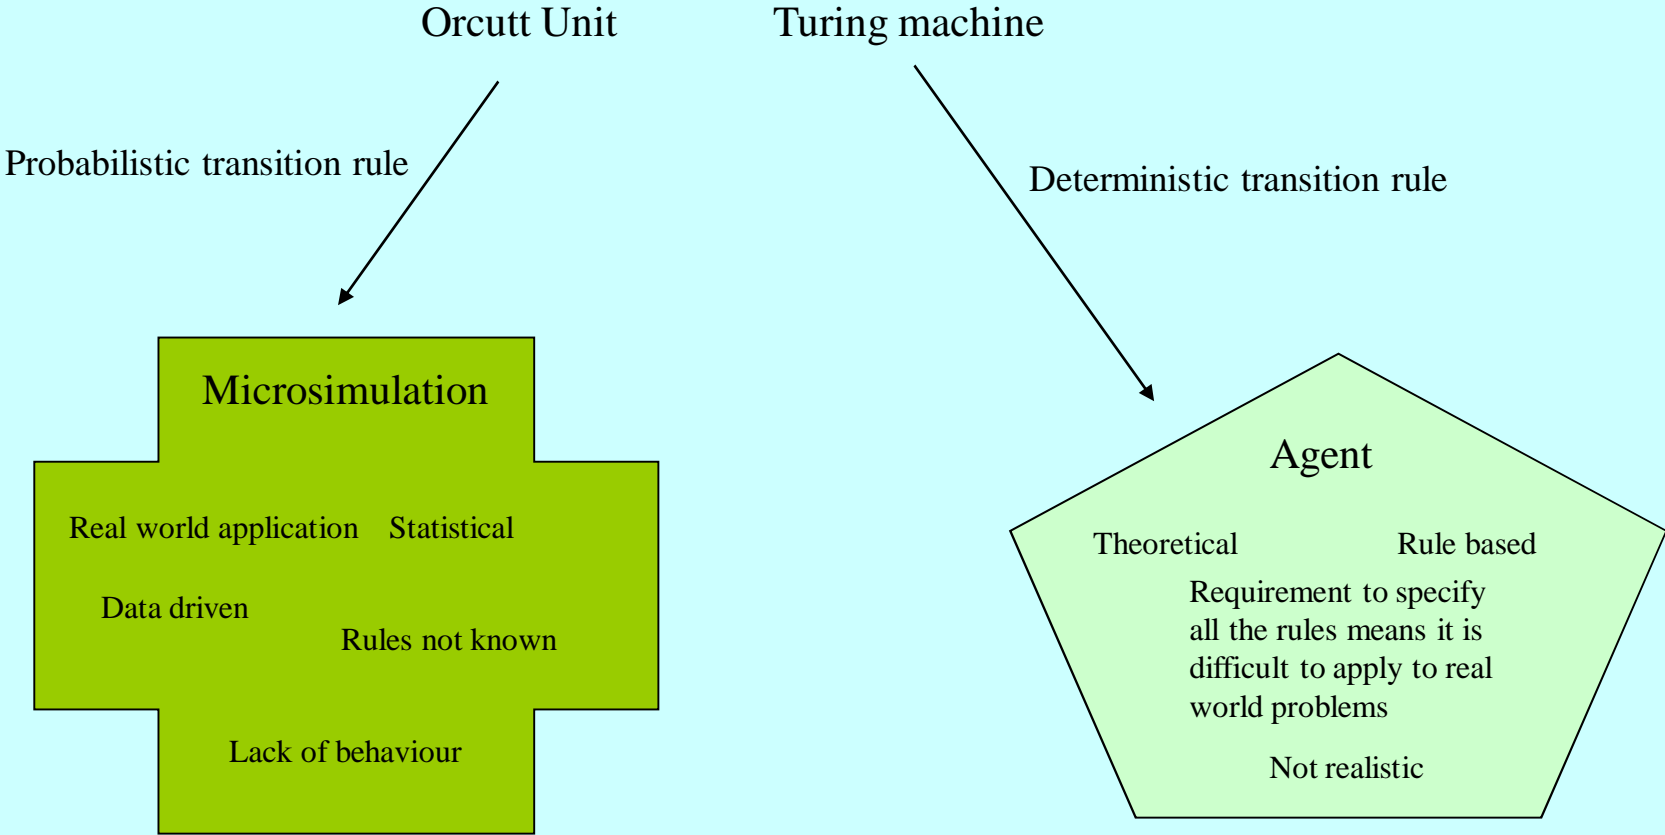 Orcutt Unit
Turing machine
Probabilistic transition rule
Deterministic transition rule
Microsimulation
Real world application
Statistical
Data driven
Rules not known
Lack of behaviour
Agent
Theoretical
Rule based
Requirement to specify
all the rules means it is
difficult to apply to real
world problems
Not realistic